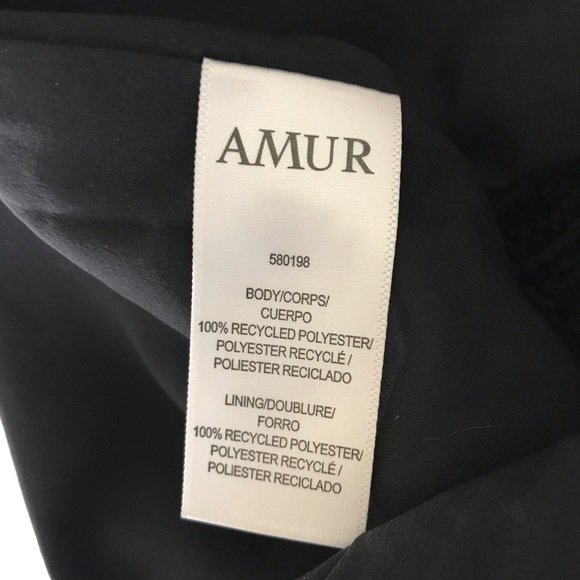 AMUR
580198
BODY/CORPS/
CUERPO
100% RECYCLED POLYESTER/
POLYESTER RECYCLÉ /
POLIESTER RECICLADO
LINING/DOUBLURE/
FORRO
100% RECYCLED POLYESTER/
POLYESTER RECYCLÉ /
POLIESTER RECICLADO